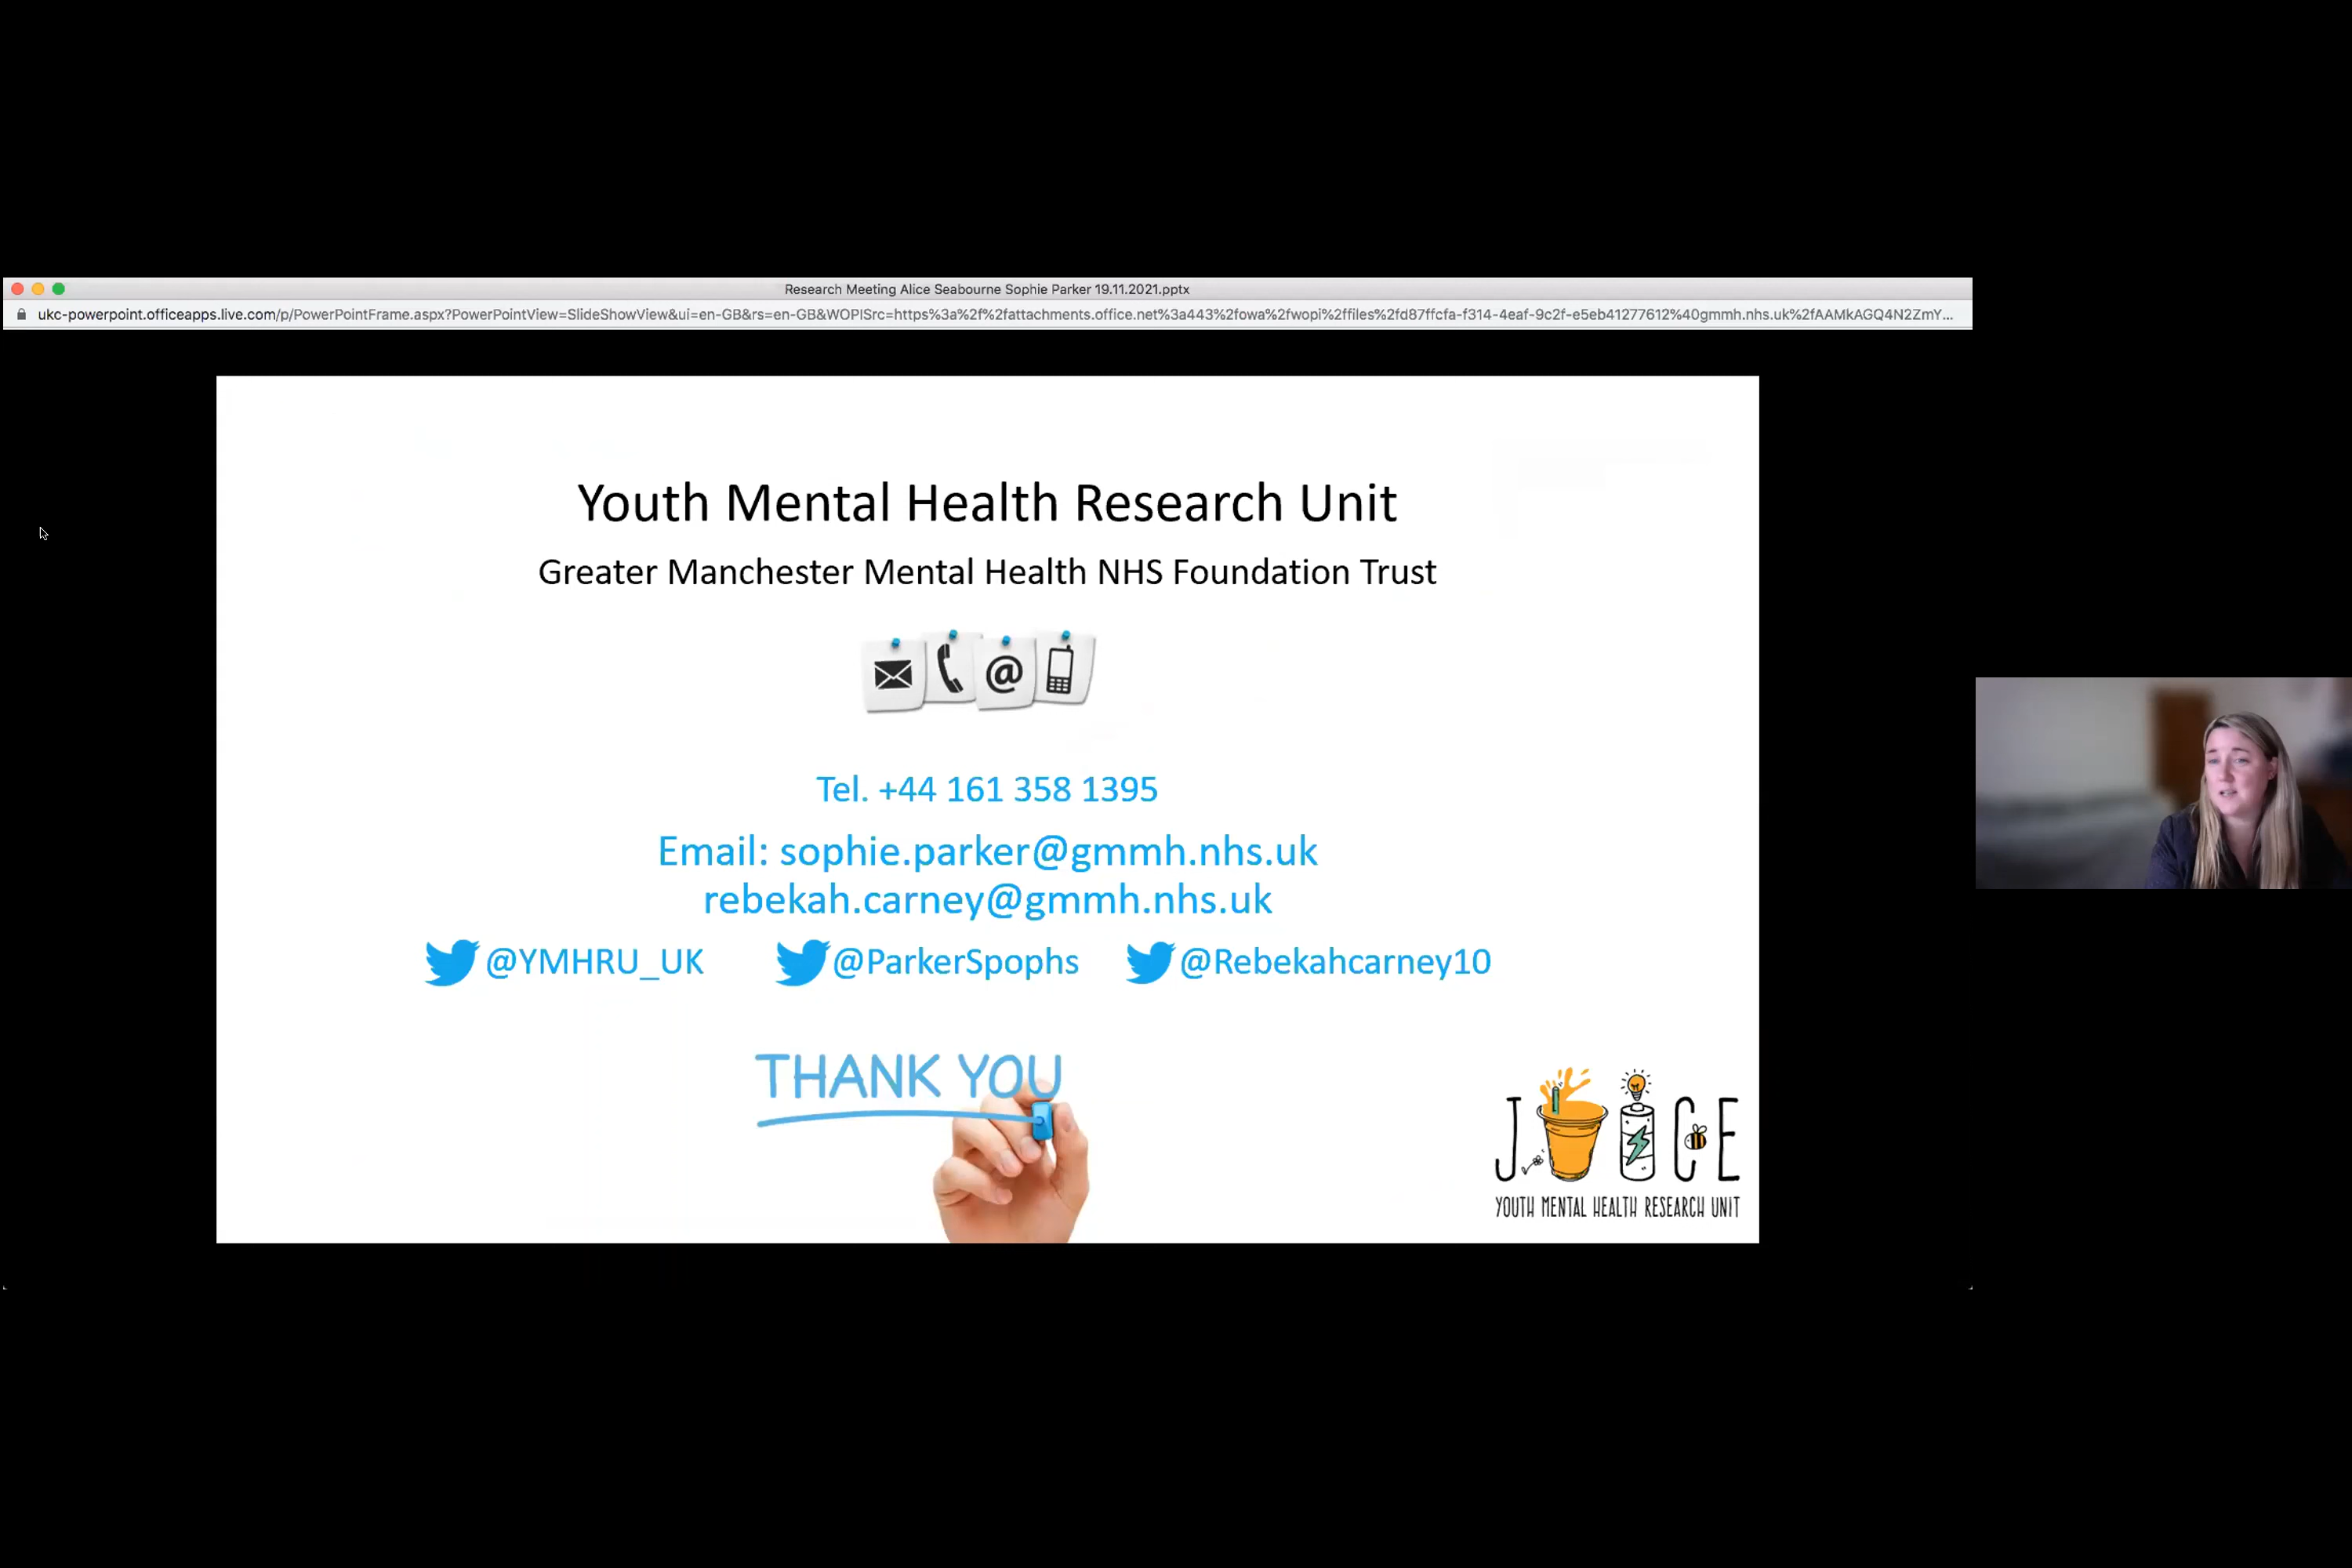 Research Meeting Alice Seabourne Sophie Parker 19.11.2021.pptx
ukc-powerpoint.officeapps.live.com/p/PowerPointFrame.aspx?PowerPointView=SlideShowView&ui=en-GB&rs=en-GB&WOPISrc=https%3a%2f%2fattachments.office.net%3a443%2fowa%2fwopi%2ffiles%2fd87ffcfa-f314-4eaf-9c2f-e5eb41277612%40gmmh.nhs.uk%2fAAMkAGQ4N2ZmY...
Youth Mental Health Research Unit
Greater Manchester Mental Health NHS Foundation Trust
@
Tel. +44 161 358 1395
Email: sophie.parker@gmmh.nhs.uk
rebekah.carney@gmmh.nhs.uk
@YMHRU_UK @ParkerSpophs @Rebekahcarney10
THANK YOU
JUICE
YOUTH MENTAL HEALTH RESEARCH UNIT